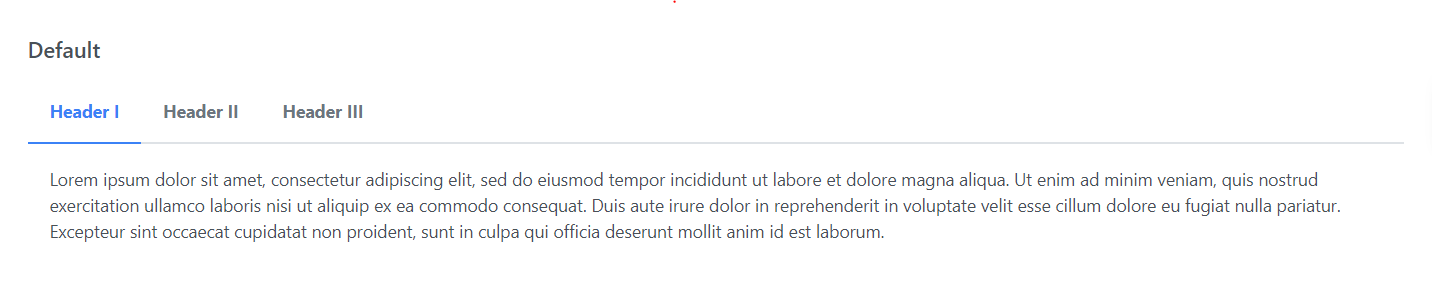 Default
Header I Header II Header III
Lorem ipsum dolor sit amet, consectetur adipiscing elit, sed do eiusmod tempor incididunt ut labore et dolore magna aliqua. Ut enim ad minim veniam, quis nostrud
exercitation ullamco laboris nisi ut aliquip ex ea commodo consequat. Duis aute irure dolor in reprehenderit in voluptate velit esse cillum dolore eu fugiat nulla pariatur.
Excepteur sint occaecat cupidatat non proident, sunt in culpa qui officia deserunt mollit anim id est laborum.